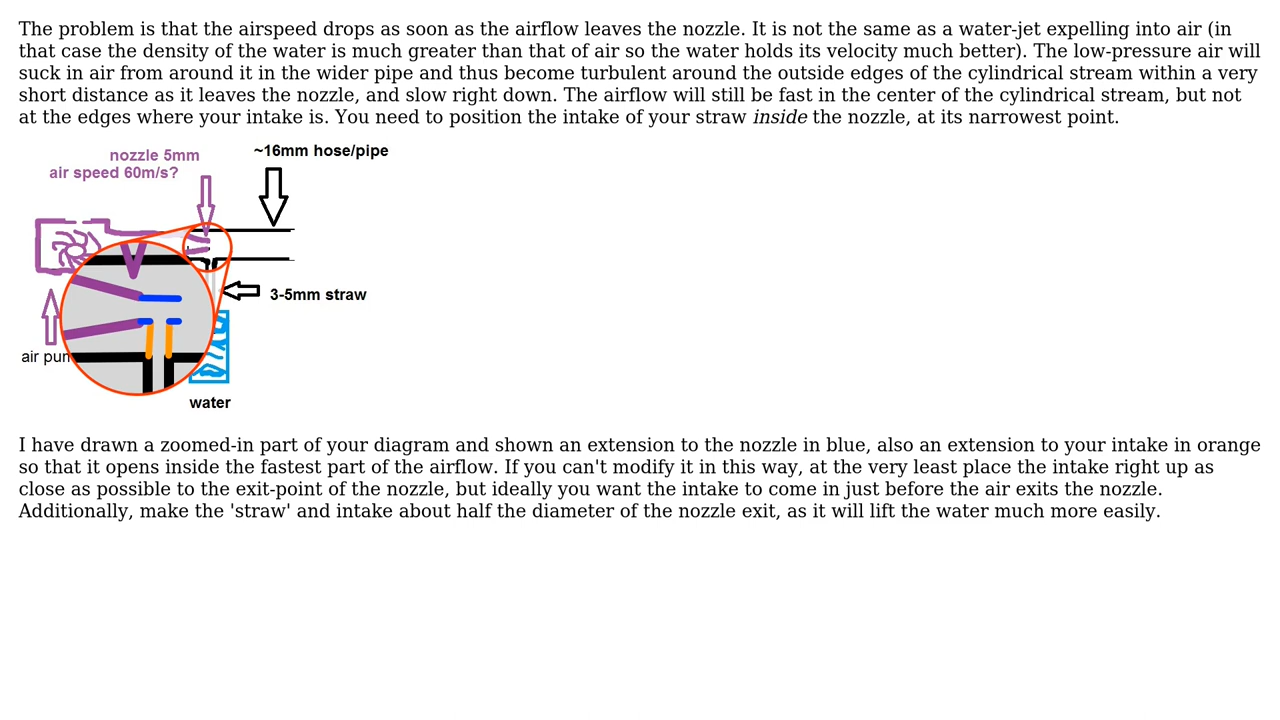 The problem is that the airspeed drops as soon as the airflow leaves the nozzle. It is not the same as a water-jet expelling into air (in
that case the density of the water is much greater than that of air so the water holds its velocity much better). The low-pressure air will
suck in air from around it in the wider pipe and thus become turbulent around the outside edges of the cylindrical stream within a very
short distance as it leaves the nozzle, and slow right down. The airflow will still be fast in the center of the cylindrical stream, but not
at the edges where your intake is. You need to position the intake of your straw inside the nozzle, at its narrowest point.
~16mm hose/pipe
nozzle 5mm
air speed 60m/s?
3-5mm straw
air pum
water
I have drawn a zoomed-in part of your diagram and shown an extension to the nozzle in blue, also an extension to your intake in orange
so that it opens inside the fastest part of the airflow. If you can't modify it in this way, at the very least place the intake right up as
close as possible to the exit-point of the nozzle, but ideally you want the intake to come in just before the air exits the nozzle.
Additionally, make the 'straw' and intake about half the diameter of the nozzle exit, as it will lift the water much more easily.